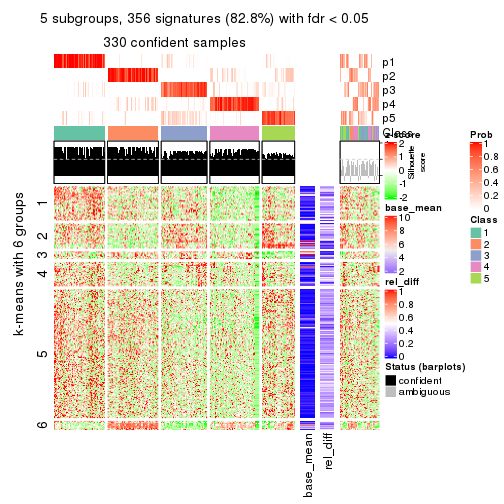 5 subgroups, 356 signatures (82.8%) with fdr < 0.05
330 confident samples
p1
p2
p3
p4
p5
Class
z-score
2
1
0
-1
-2
Silhouette
score
Prob
1
0.8
0.6
0.4
0.2
0
base_mean
10
8
6
4
2
Class
1
2
3
4
5
rel_diff
1
0.8
0.6
0.4
0.2
0
Status (barplots)
confident
ambiguous
k-means with 6 groups
1
2
3
4
5
6
base_mean
rel_diff